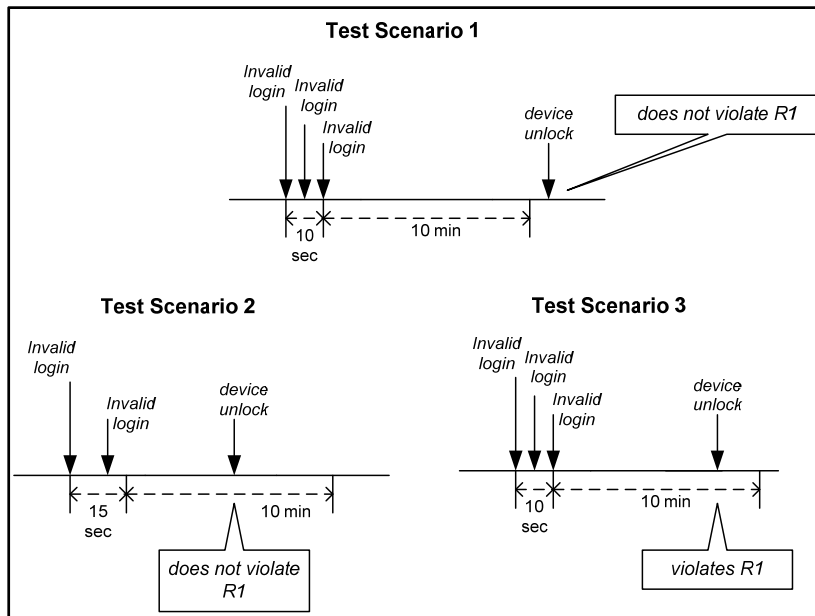 Test Scenario 1
Invalid
login
Invalid
login
Invalid
login
device
unlock
does not violate R1
10
sec
10 min
Test Scenario 2
Invalid
login
Invalid
login
device
unlock
15
sec
10 min
does not violate
R1
Test Scenario 3
Invalid
login
Invalid
login
Invalid
login
device
unlock
10
sec
10 min
violates R1